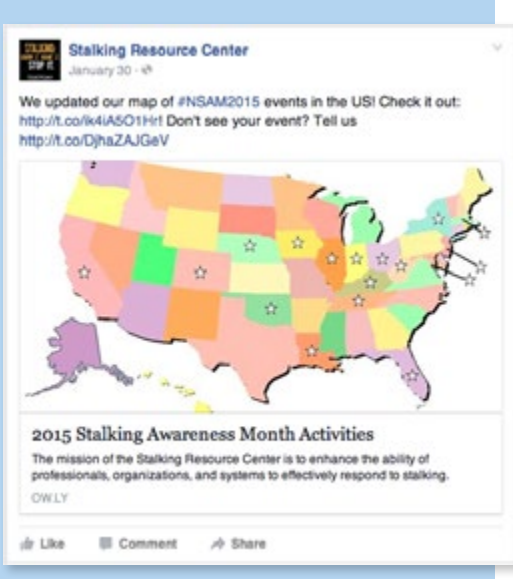 Stalking Resource Center
January 30 ·
We updated our map of #NSAM2015 events in the US! Check it out:
http://t.co/ik4iA5O1Hr! Don't see your event? Tell us
http://t.co/DjhaZAJGeV
2015 Stalking Awareness Month Activities
The mission of the Stalking Resource Center is to enhance the ability of
professionals, organizations, and systems to effectively respond to stalking.
OW.LY
Like Comment Share